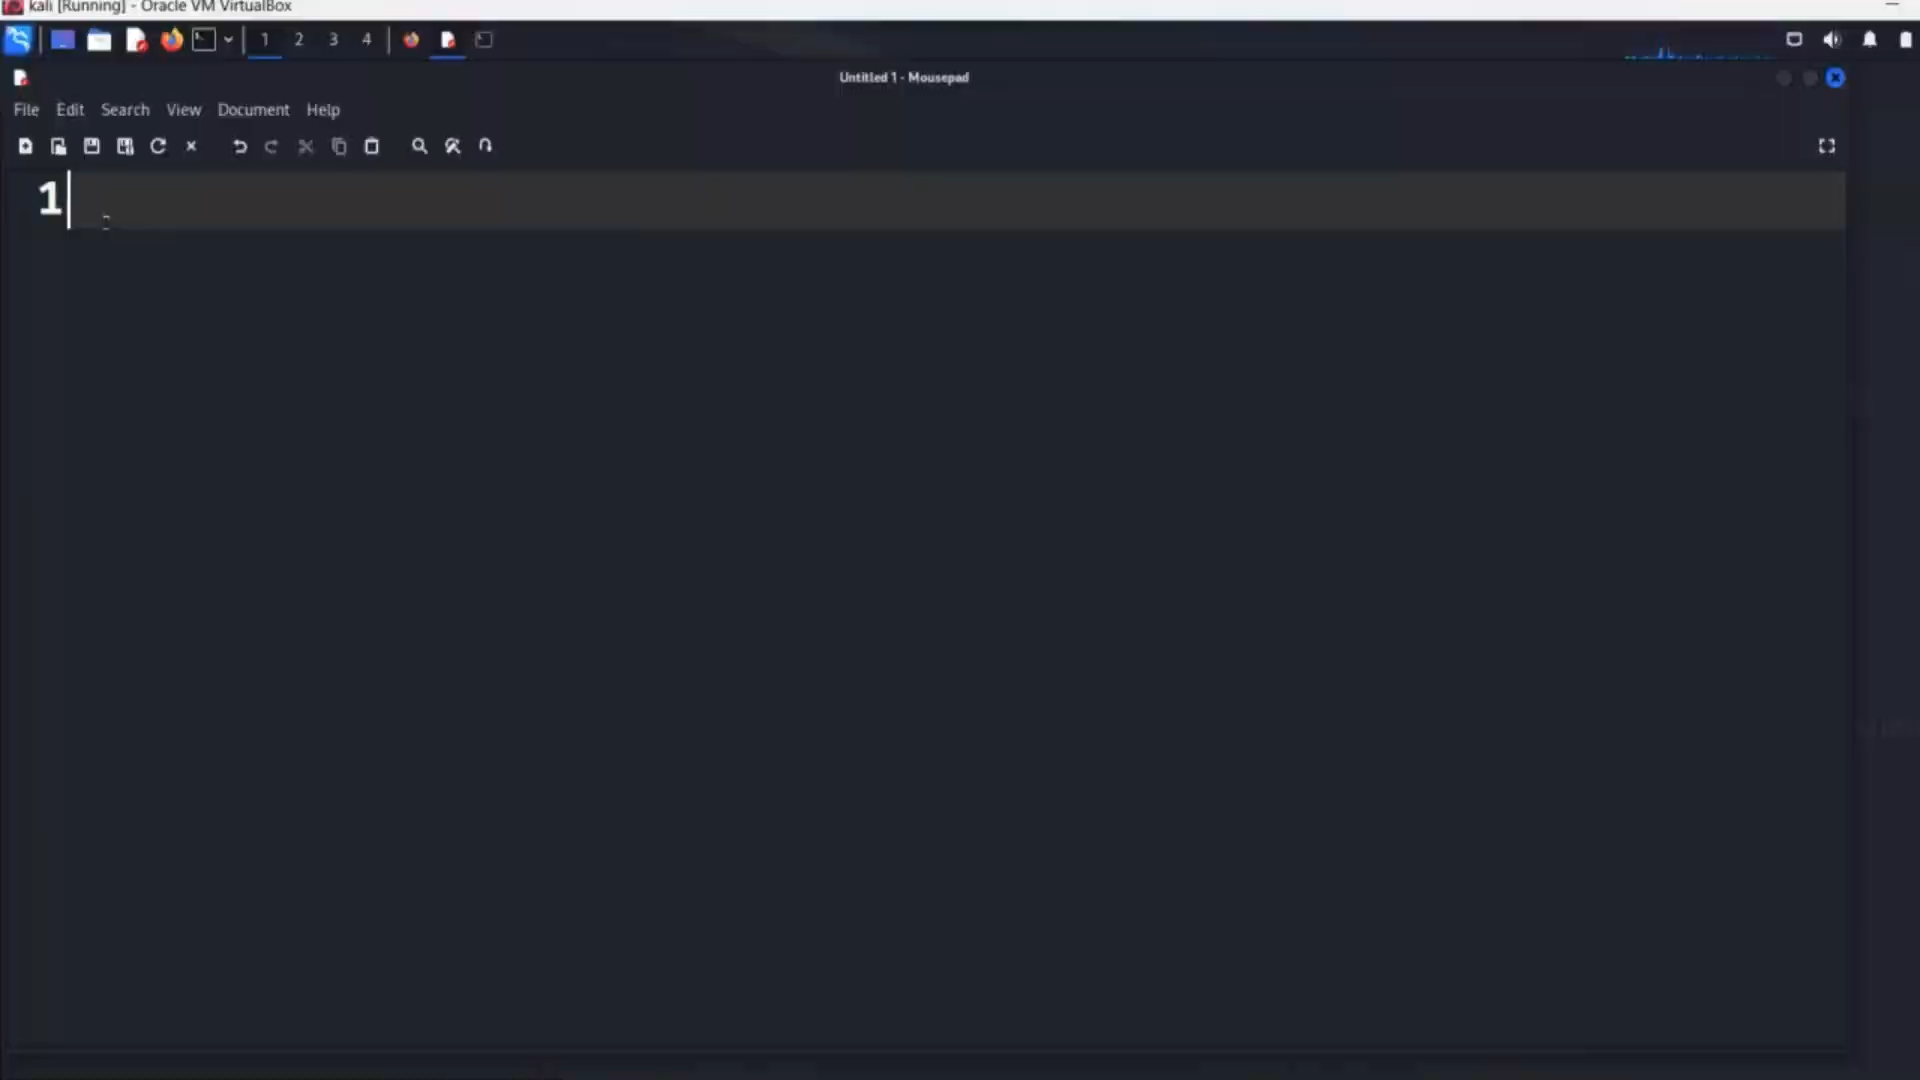 kali [Running] - Oracle VM VirtualBox
1 2 3 4
Untitled 1 - Mousepad
File Edit Search View Document Help
1